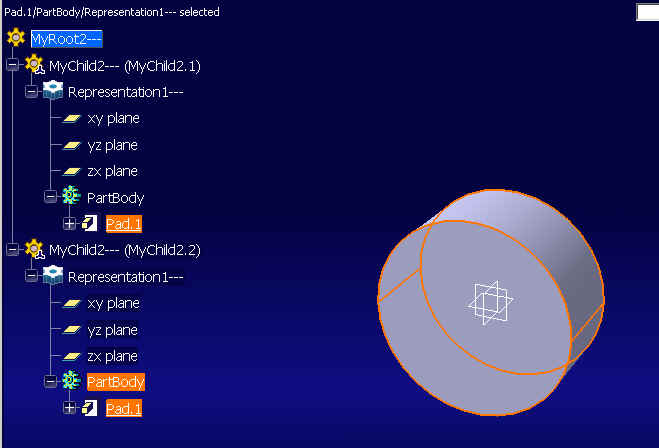 Pad.1/PartBody/Representation1--- selected
MyRoot2---
MyChild2--- (MyChild2.1)
Representation1---
xy plane
yz plane
zx plane
PartBody
Pad.1
MyChild2--- (MyChild2.2)
Representation1---
xy plane
yz plane
zx plane
PartBody
Pad.1